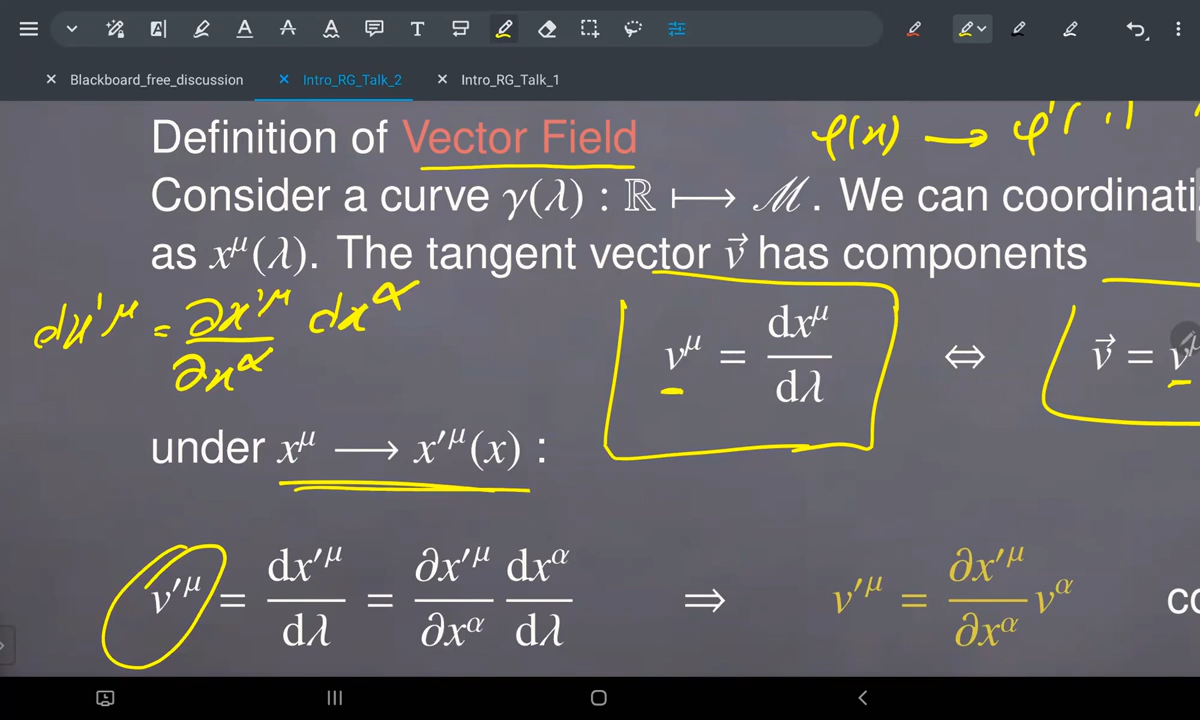 Blackboard_free_discussion Intro_RG_Talk_2 Intro_RG_Talk_1
Definition of Vector Field
φ(x) → φ'(
Consider a curve γ(λ) : ℝ ⟼ ℳ. We can coordinati
as x^μ(λ). The tangent vector v⃗ has components
dx'^μ = ∂x'^μ/∂x^α dx^α
v^μ = dx^μ/dλ ⇔ v⃗ = v^μ
under x^μ ⟶ x'^μ(x) :
v'^μ = dx'^μ/dλ = ∂x'^μ/∂x^α dx^α/dλ ⇒ v'^μ = ∂x'^μ/∂x^α v^α